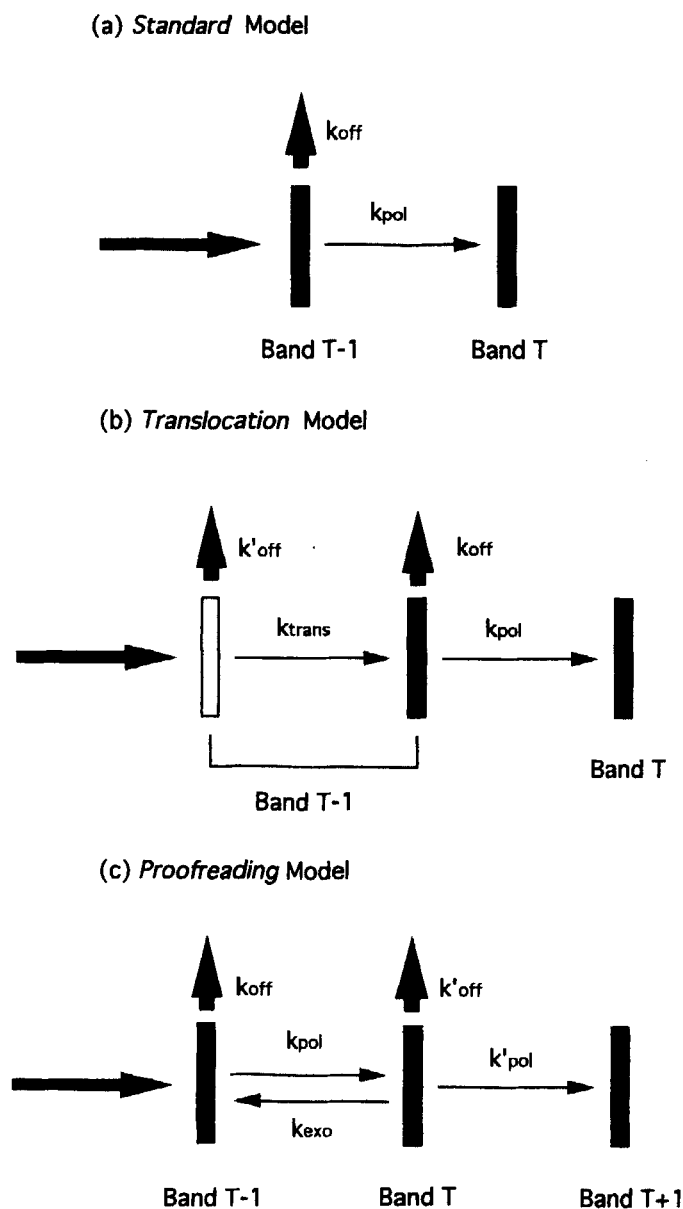 (a) Standard Model
koff
kpol
Band T-1 Band T
(b) Translocation Model
k'off koff
ktrans kpol
Band T
Band T-1
(c) Proofreading Model
koff k'off
kpol k'pol
kexo
Band T-1 Band T Band T+1